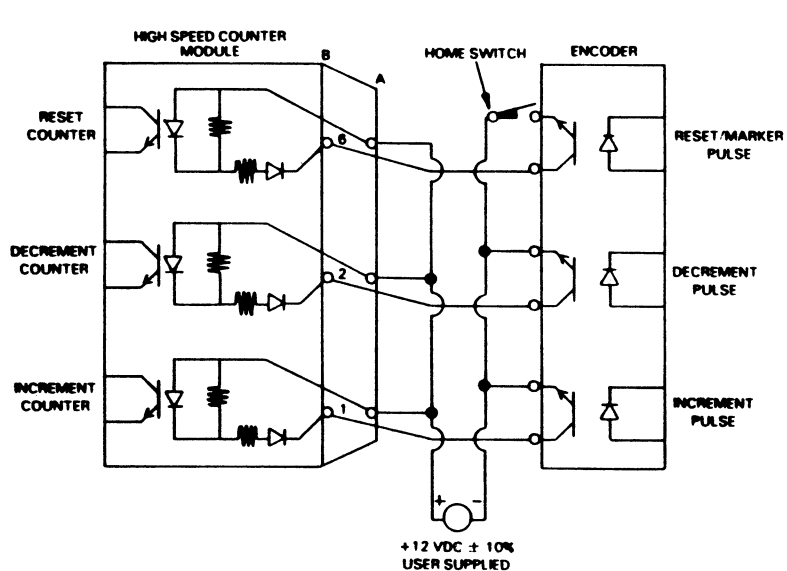 HIGH SPEED COUNTER
MODULE
B
A
HOME SWITCH
ENCODER
RESET
COUNTER
6
RESET/MARKER
PULSE
DECREMENT
COUNTER
2
DECREMENT
PULSE
INCREMENT
COUNTER
1
INCREMENT
PULSE
+ -
+12 VDC ± 10%
USER SUPPLIED